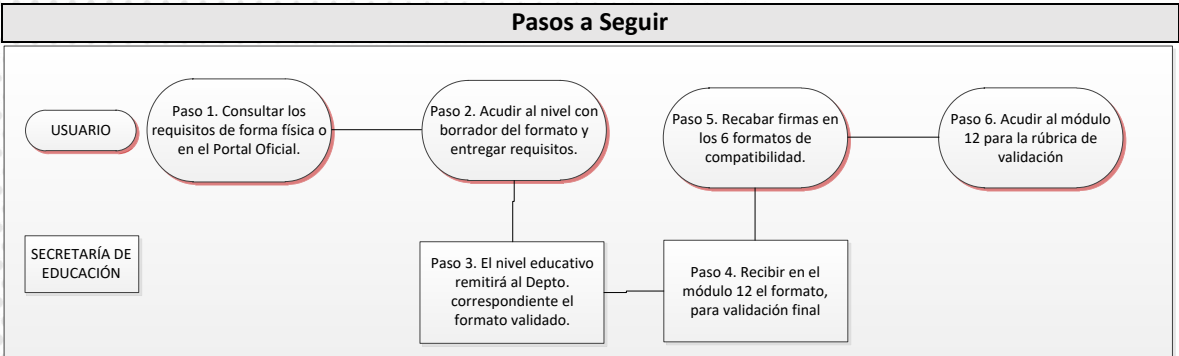 Pasos a Seguir
USUARIO
Paso 1. Consultar los
requisitos de forma física o
en el Portal Oficial.
Paso 2. Acudir al nivel con
borrador del formato y
entregar requisitos.
Paso 5. Recabar firmas en
los 6 formatos de
compatibilidad.
Paso 6. Acudir al módulo
12 para la rúbrica de
validación
SECRETARÍA DE
EDUCACIÓN
Paso 3. El nivel educativo
remitirá al Depto.
correspondiente el
formato validado.
Paso 4. Recibir en el
módulo 12 el formato,
para validación final